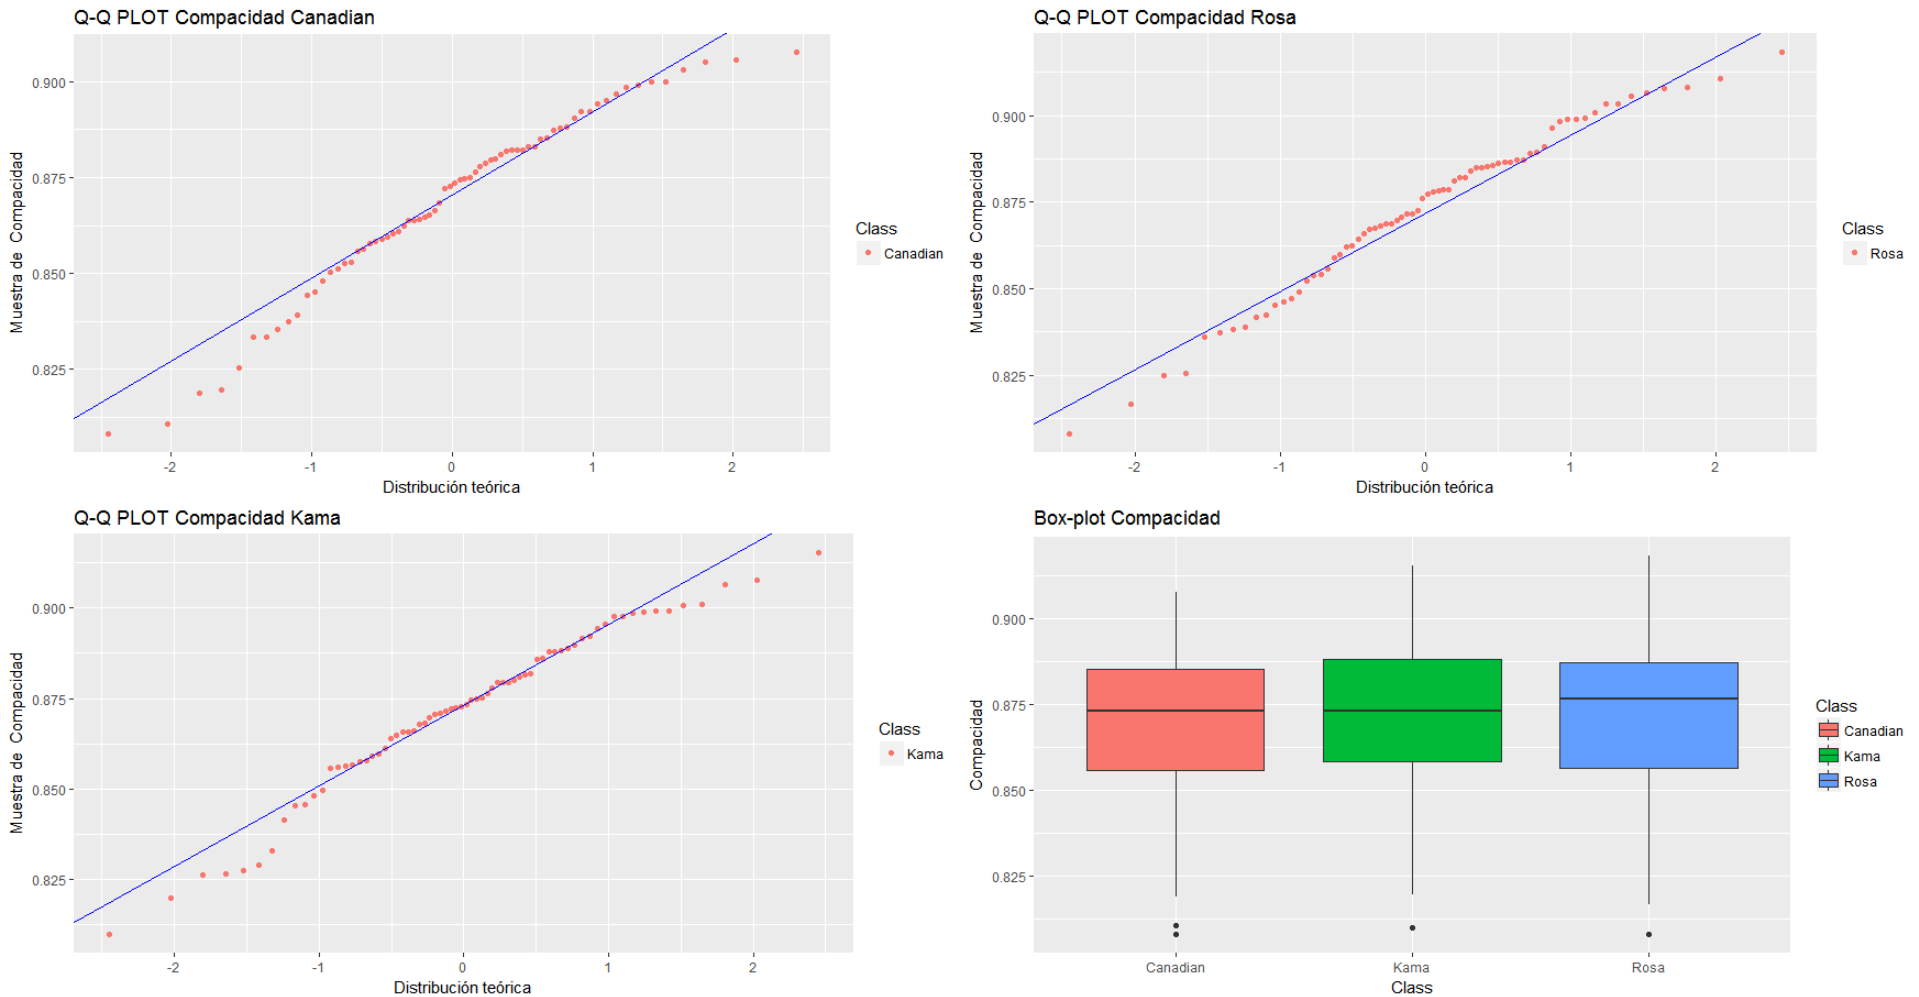 Q-Q PLOT Compacidad Canadian
0.900
0.875
0.850
0.825
Muestra de Compacidad
-2 -1 0 1 2
Distribución teórica
Class
Canadian
Q-Q PLOT Compacidad Rosa
0.900
0.875
0.850
0.825
Muestra de Compacidad
-2 -1 0 1 2
Distribución teórica
Class
Rosa
Q-Q PLOT Compacidad Kama
0.900
0.875
0.850
0.825
Muestra de Compacidad
-2 -1 0 1 2
Distribución teórica
Class
Kama
Box-plot Compacidad
0.900
0.875
0.850
0.825
Compacidad
Canadian Kama Rosa
Class
Class
Canadian
Kama
Rosa